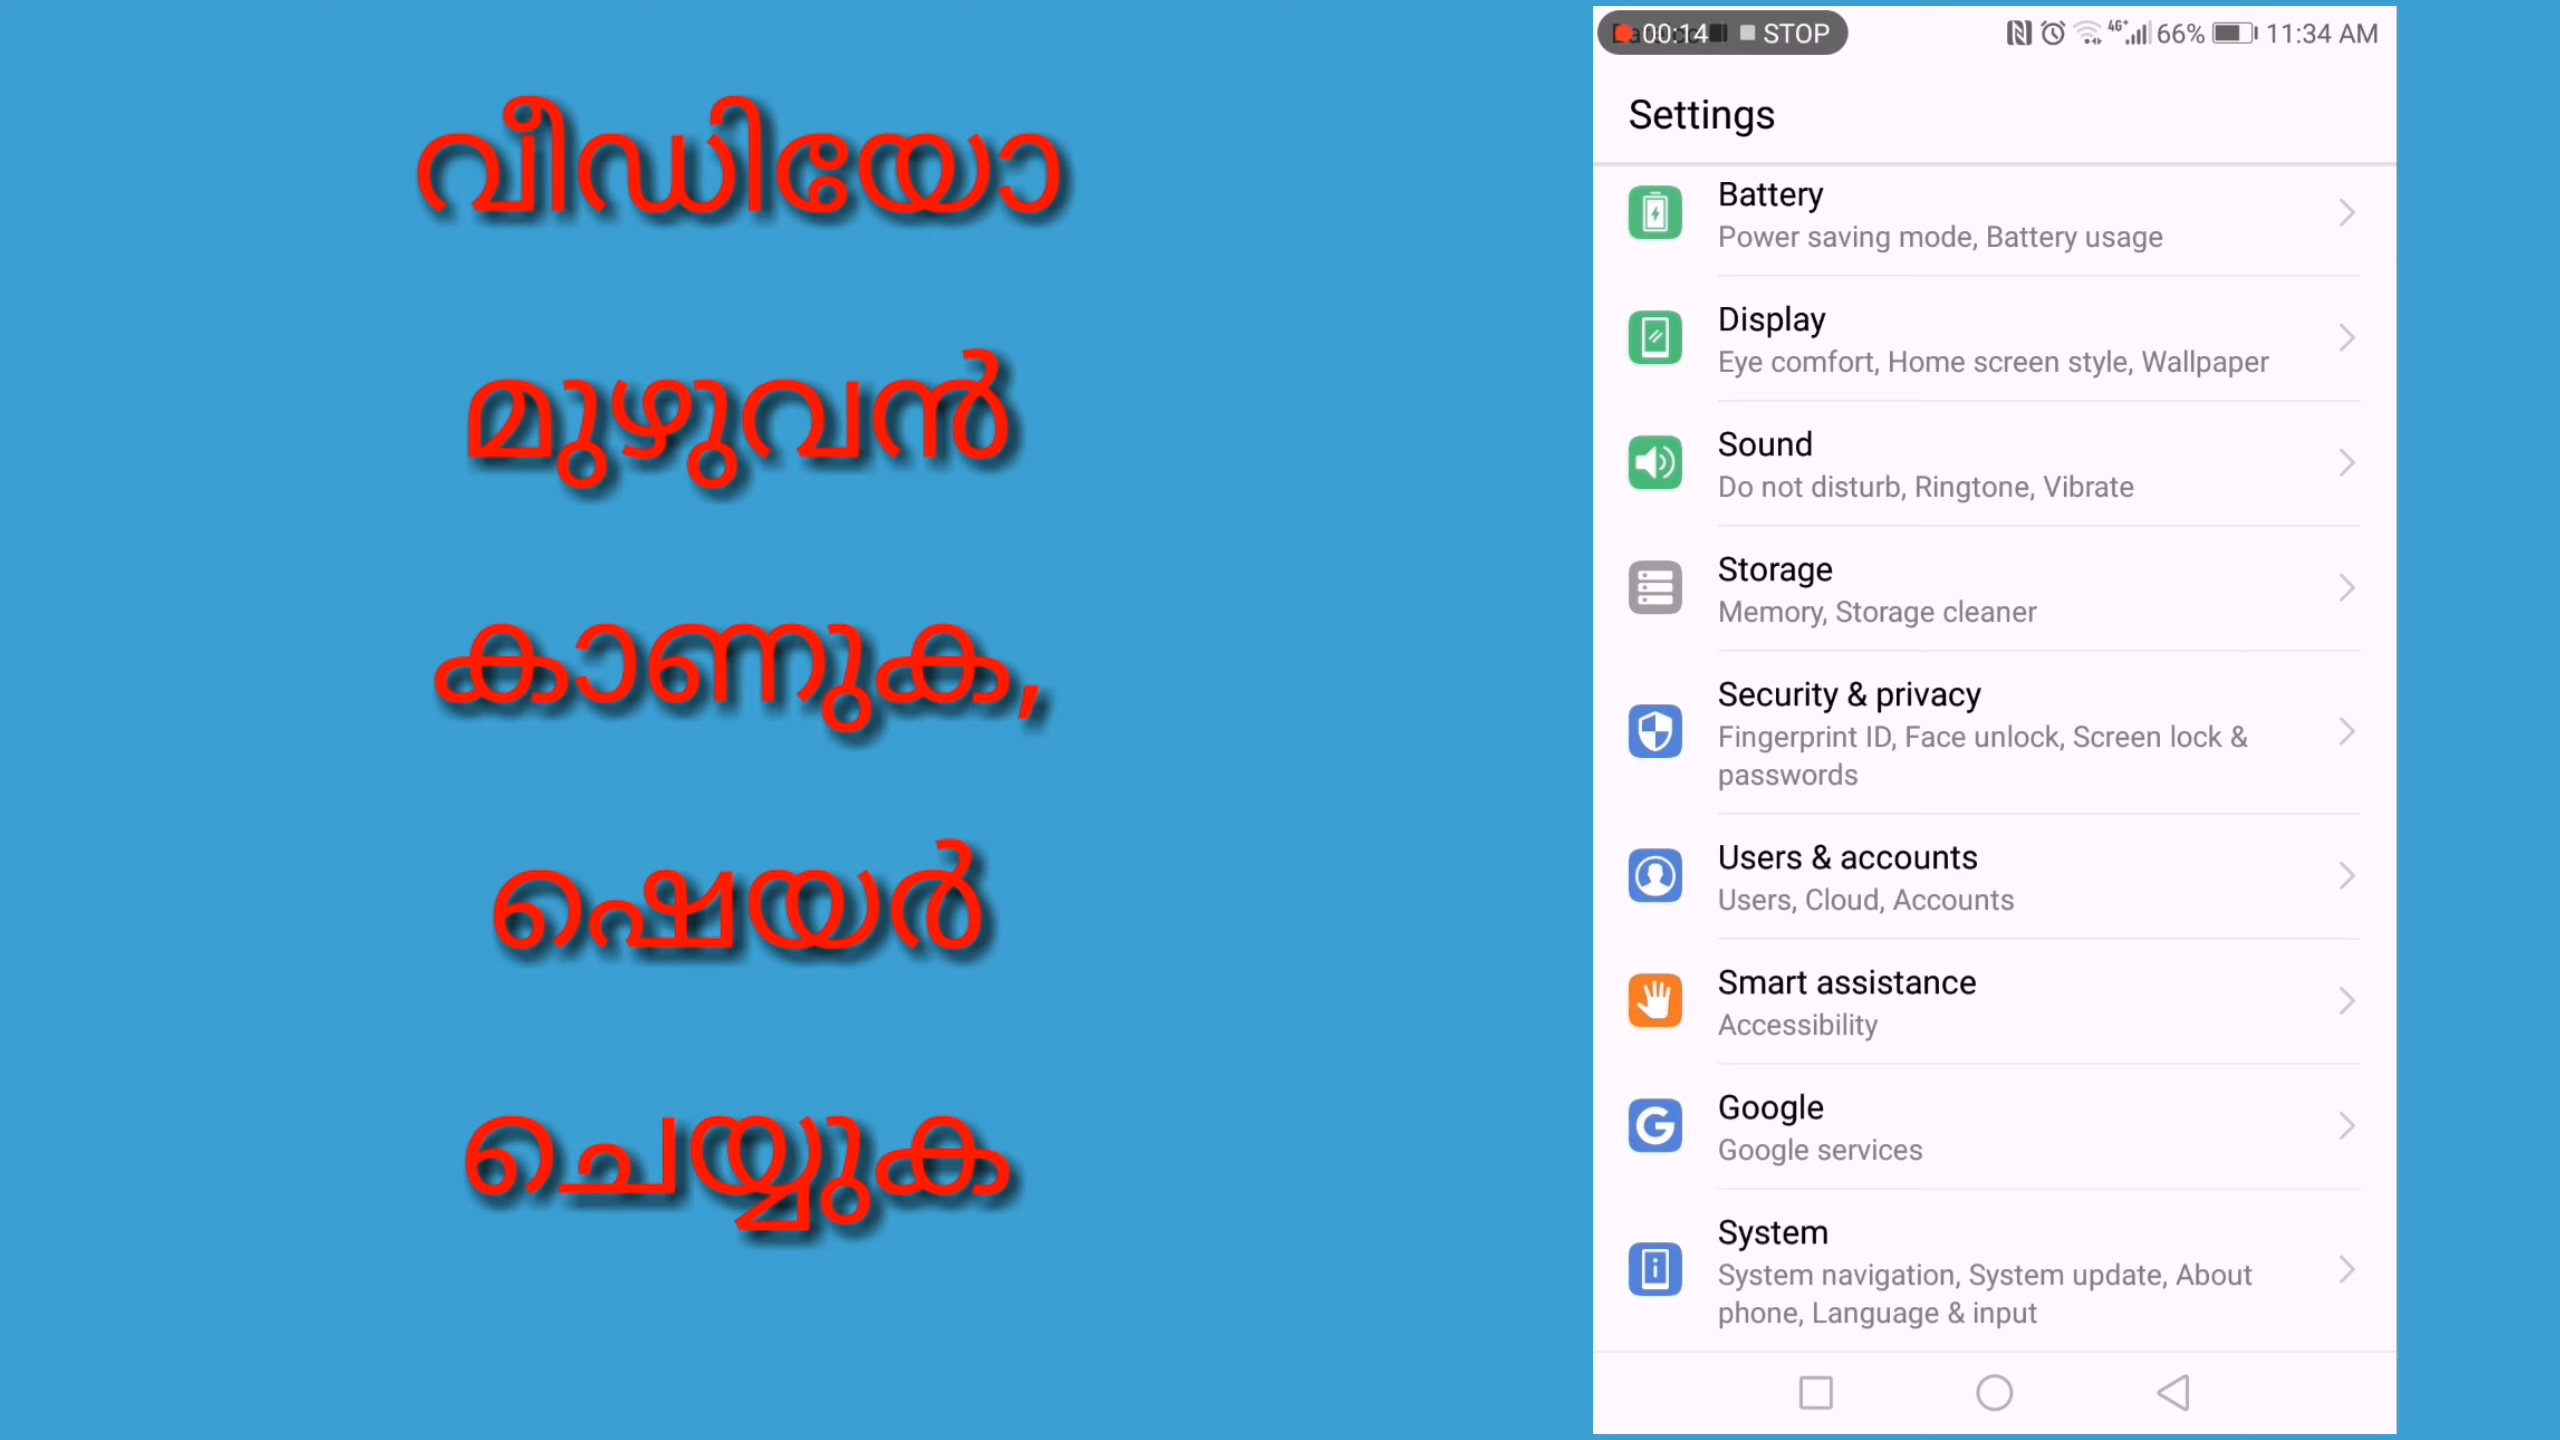 വീഡിയോ
മുഴുവൻ
കാണുക,
ഷെയർ
ചെയ്യുക
00:14 STOP
4G+ 66% 11:34 AM
Settings
Battery
Power saving mode, Battery usage
Display
Eye comfort, Home screen style, Wallpaper
Sound
Do not disturb, Ringtone, Vibrate
Storage
Memory, Storage cleaner
Security & privacy
Fingerprint ID, Face unlock, Screen lock &
passwords
Users & accounts
Users, Cloud, Accounts
Smart assistance
Accessibility
Google
Google services
System
System navigation, System update, About
phone, Language & input